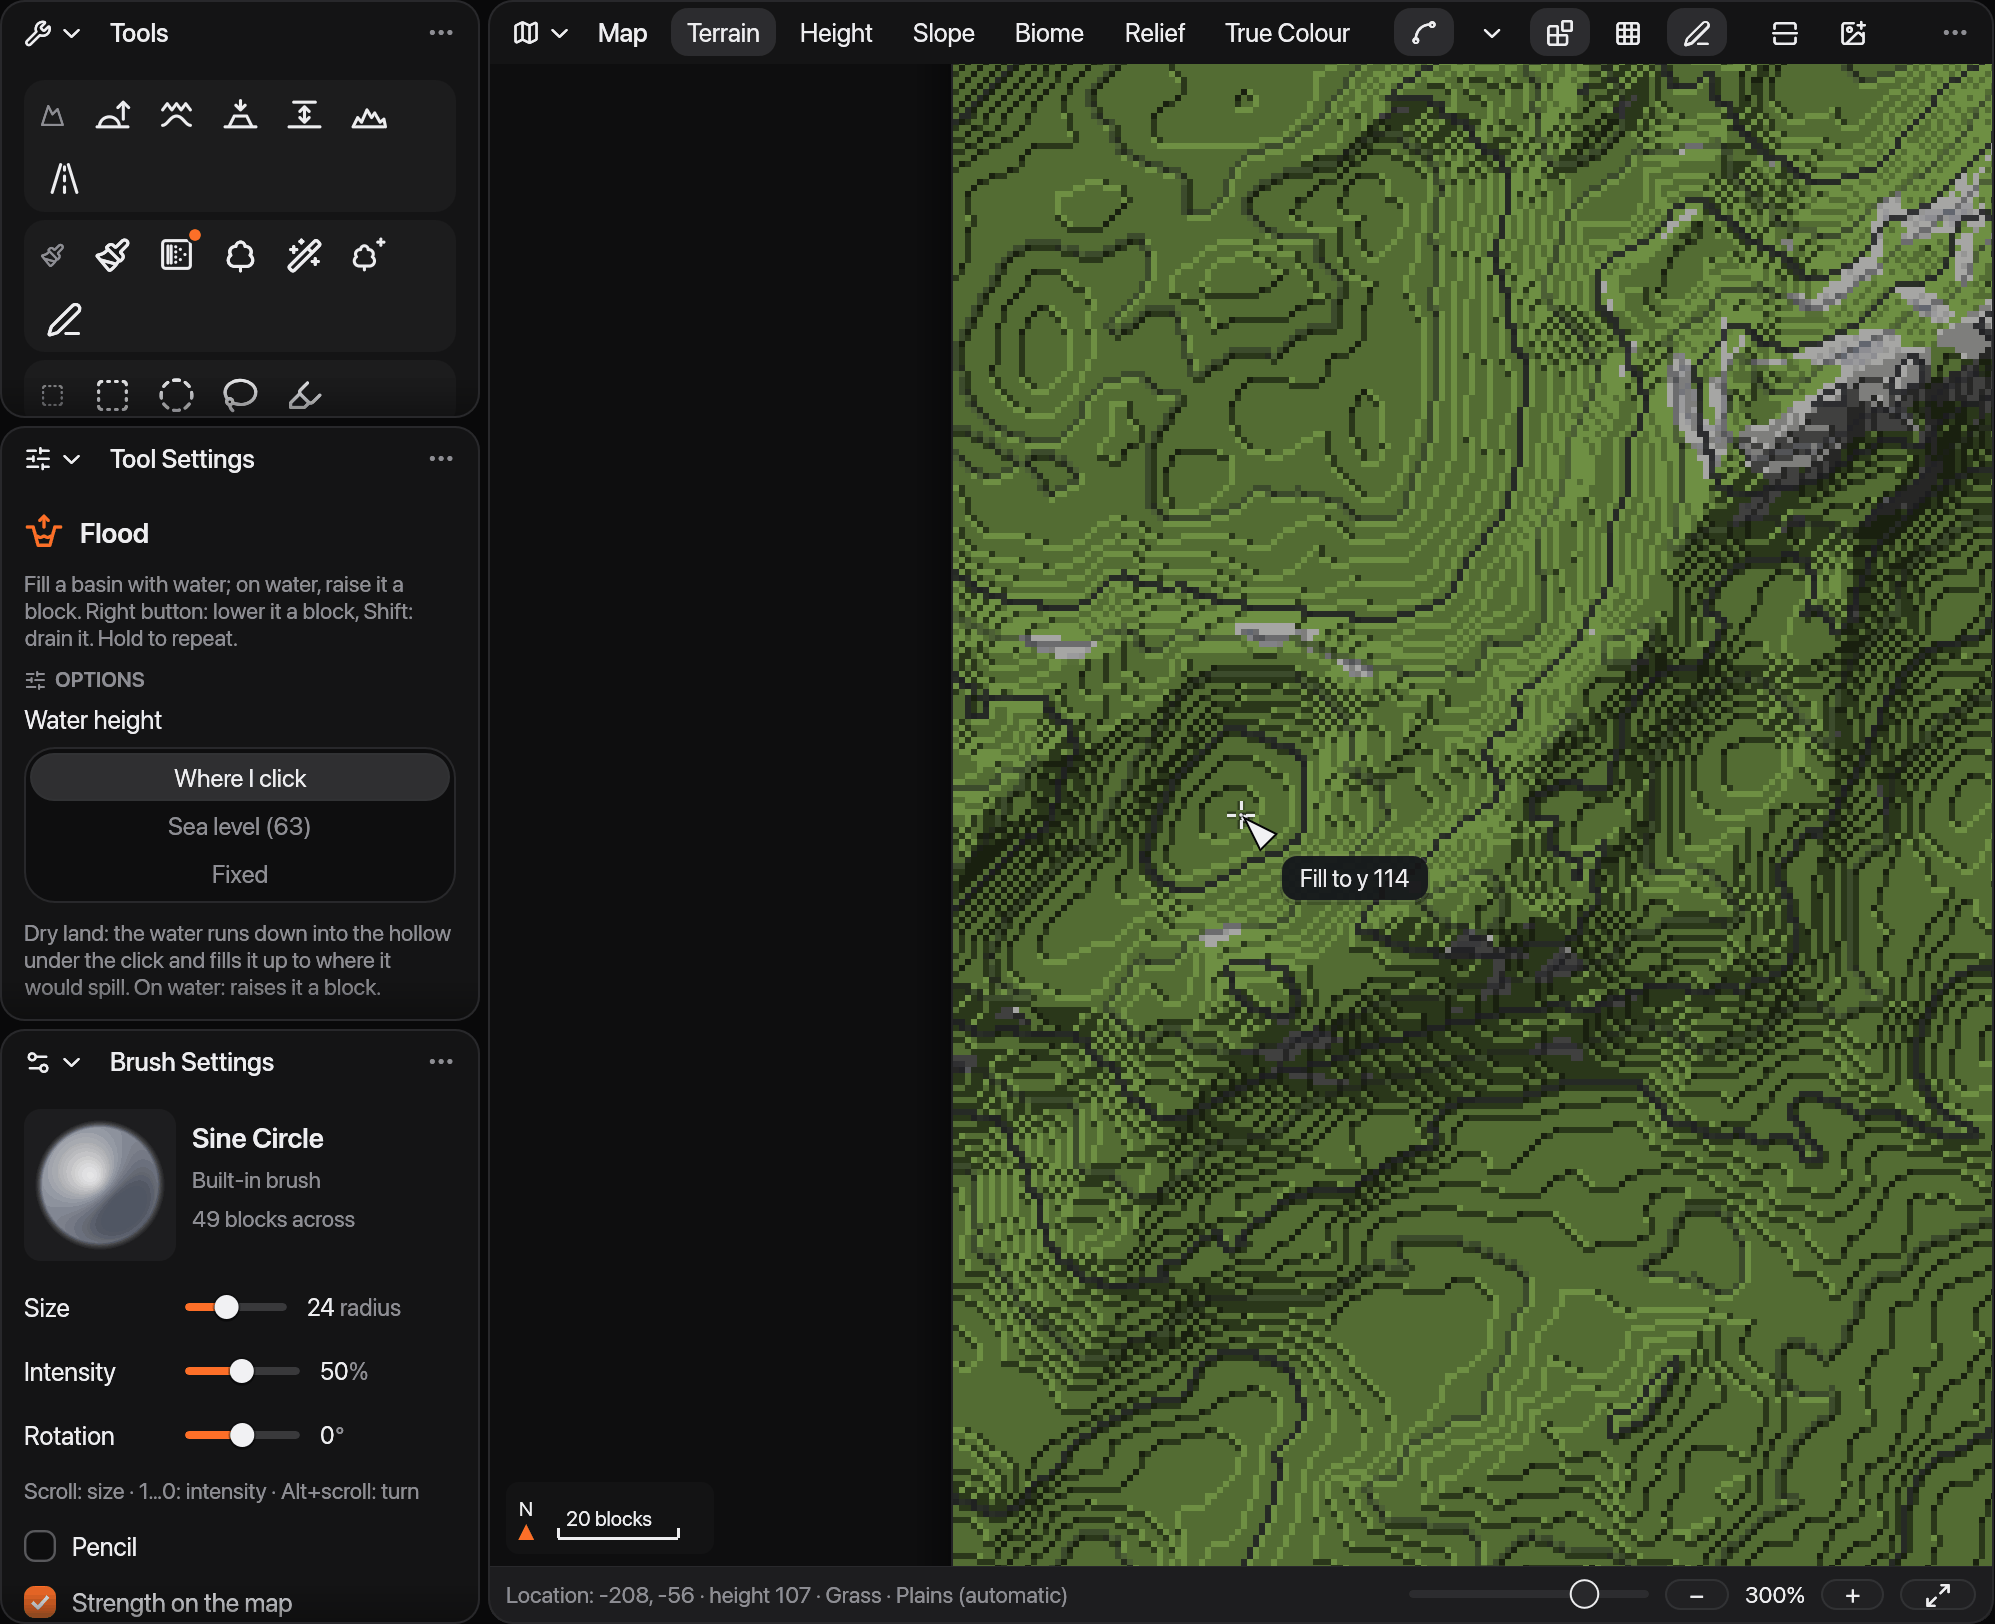 Tools
Map
Terrain
Height
Slope
Biome
Relief
True Colour
Tool Settings
Flood
Fill a basin with water; on water, raise it a
block. Right button: lower it a block, Shift:
drain it. Hold to repeat.
OPTIONS
Water height
Where I click
Sea level (63)
Fixed
Dry land: the water runs down into the hollow
under the click and fills it up to where it
would spill. On water: raises it a block.
Brush Settings
Sine Circle
Built-in brush
49 blocks across
Size
24 radius
Intensity
50%
Rotation
0°
Scroll: size · 1...0: intensity · Alt+scroll: turn
Pencil
Strength on the map
Fill to y 114
N
20 blocks
Location: -208, -56 · height 107 · Grass · Plains (automatic)
300%